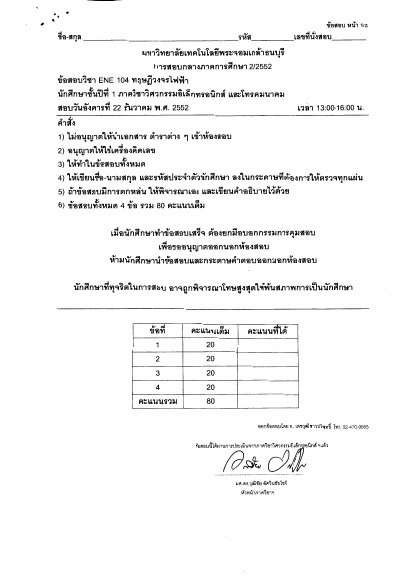 ข้อสอบ หน้า 1/6
ชื่อ-สกุล รหัส เลขที่นั่งสอบ
มหาวิทยาลัยเทคโนโลยีพระจอมเกล้าธนบุรี
การสอบกลางภาคการศึกษา 2/2552
ข้อสอบวิชา ENE 104 ทฤษฎีวงจรไฟฟ้า
นักศึกษาชั้นปีที่ 1 ภาควิชาวิศวกรรมอิเล็กทรอนิกส์ และโทรคมนาคม
สอบวันอังคารที่ 22 ธันวาคม พ.ศ. 2552 เวลา 13:00-16:00 น.
คำสั่ง
1) ไม่อนุญาตให้นำเอกสาร ตำราต่าง ๆ เข้าห้องสอบ
2) อนุญาตให้ใช้เครื่องคิดเลข
3) ให้ทำในข้อสอบทั้งหมด
4) ให้เขียนชื่อ-นามสกุล และรหัสประจำตัวนักศึกษา ลงในกระดาษที่ต้องการให้ตรวจทุกแผ่น
5) ถ้าข้อสอบมีการตกหล่น ให้พิจารณาเอง และเขียนคำอธิบายไว้ด้วย
6) ข้อสอบทั้งหมด 4 ข้อ รวม 80 คะแนนเต็ม
เมื่อนักศึกษาทำข้อสอบเสร็จ ต้องยกมือบอกกรรมการคุมสอบ
เพื่อขออนุญาตออกนอกห้องสอบ
ห้ามนักศึกษานำข้อสอบและกระดาษคำตอบออกนอกห้องสอบ
นักศึกษาที่ทุจริตในการสอบ อาจถูกพิจารณาโทษสูงสุดให้พ้นสภาพการเป็นนักศึกษา
ข้อที่ คะแนนเต็ม คะแนนที่ได้
1 20
2 20
3 20
4 20
คะแนนรวม 80
ออกข้อสอบโดย อ. โทร. 02-470-9065
ข้อสอบนี้ได้ผ่านการประเมินจากภาควิชาวิศวกรรมอิเล็กทรอนิกส์ฯ แล้ว
หัวหน้าภาควิชาฯ